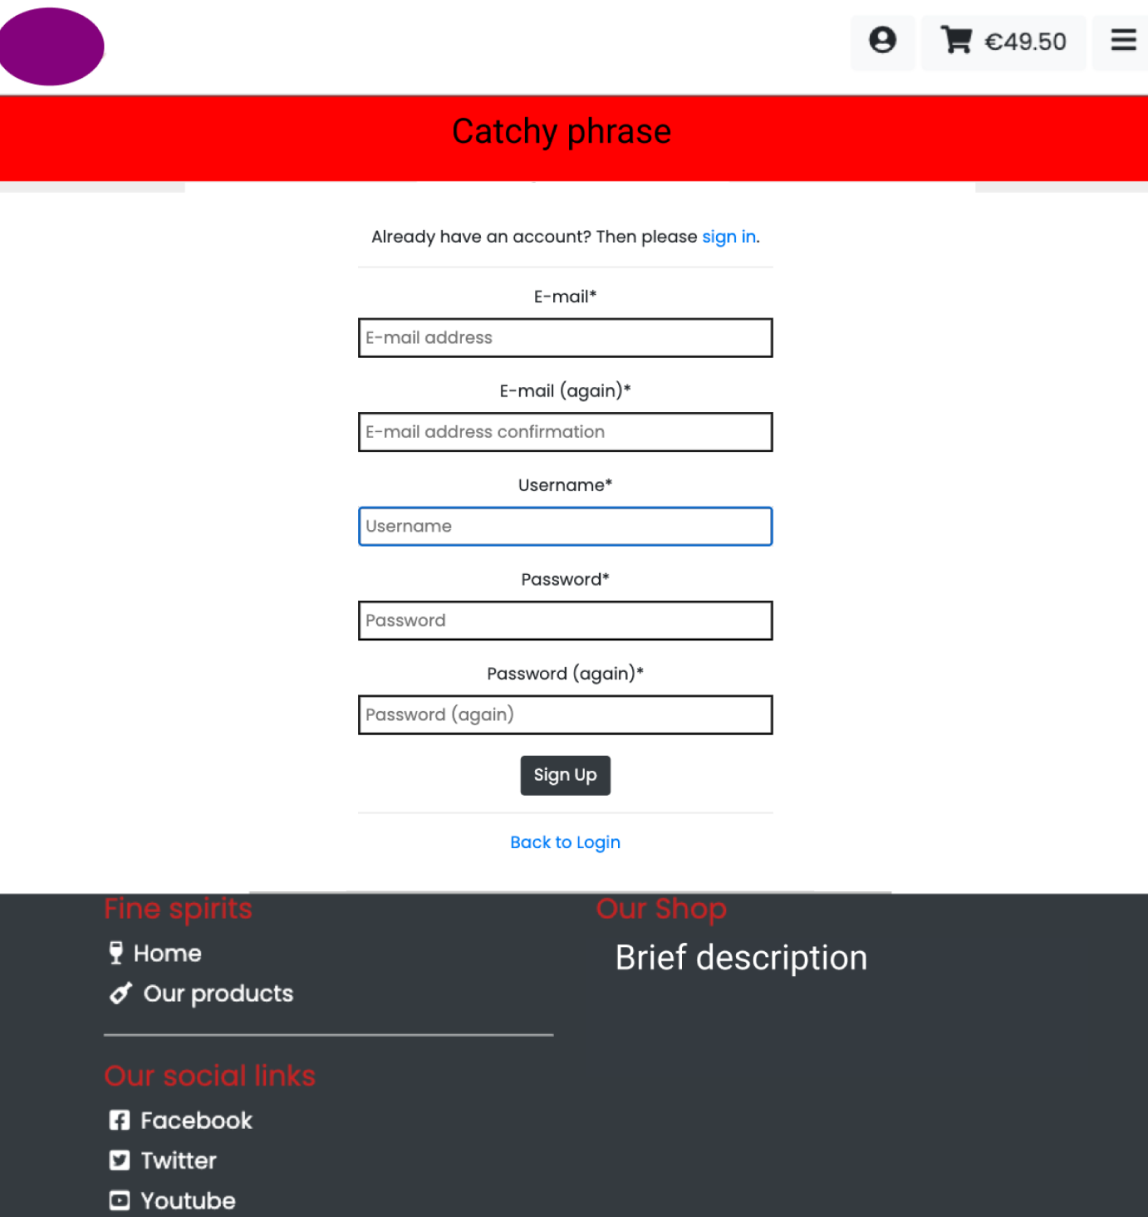 €49.50
Catchy phrase
Already have an account? Then please sign in.
E-mail*
E-mail address
E-mail (again)*
E-mail address confirmation
Username*
Username
Password*
Password
Password (again)*
Password (again)
Sign Up
Back to Login
Fine spirits
Home
Our products
Our social links
Facebook
Twitter
Youtube
Our Shop
Brief description